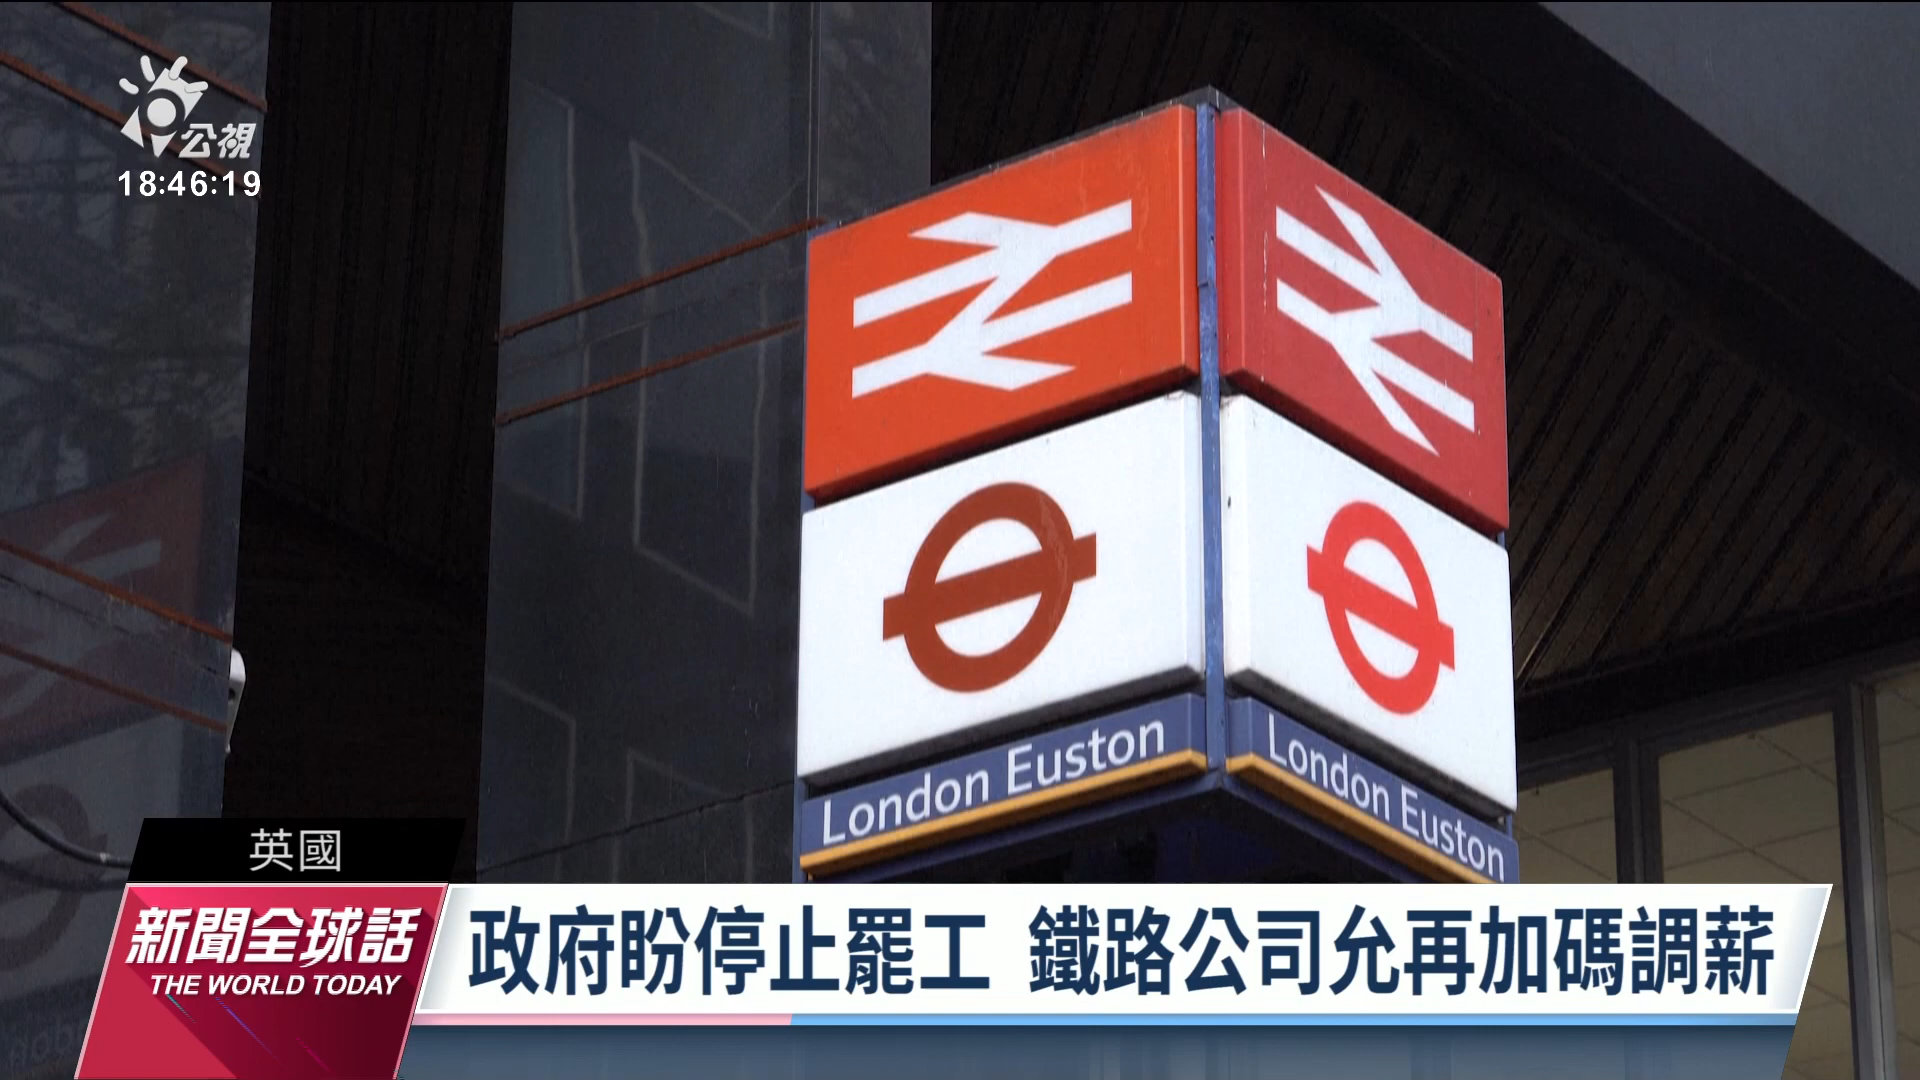 公視
18:46:19
London Euston
London Euston
英國
新聞全球話
THE WORLD TODAY
政府盼停止罷工 鐵路公司允再加碼調薪